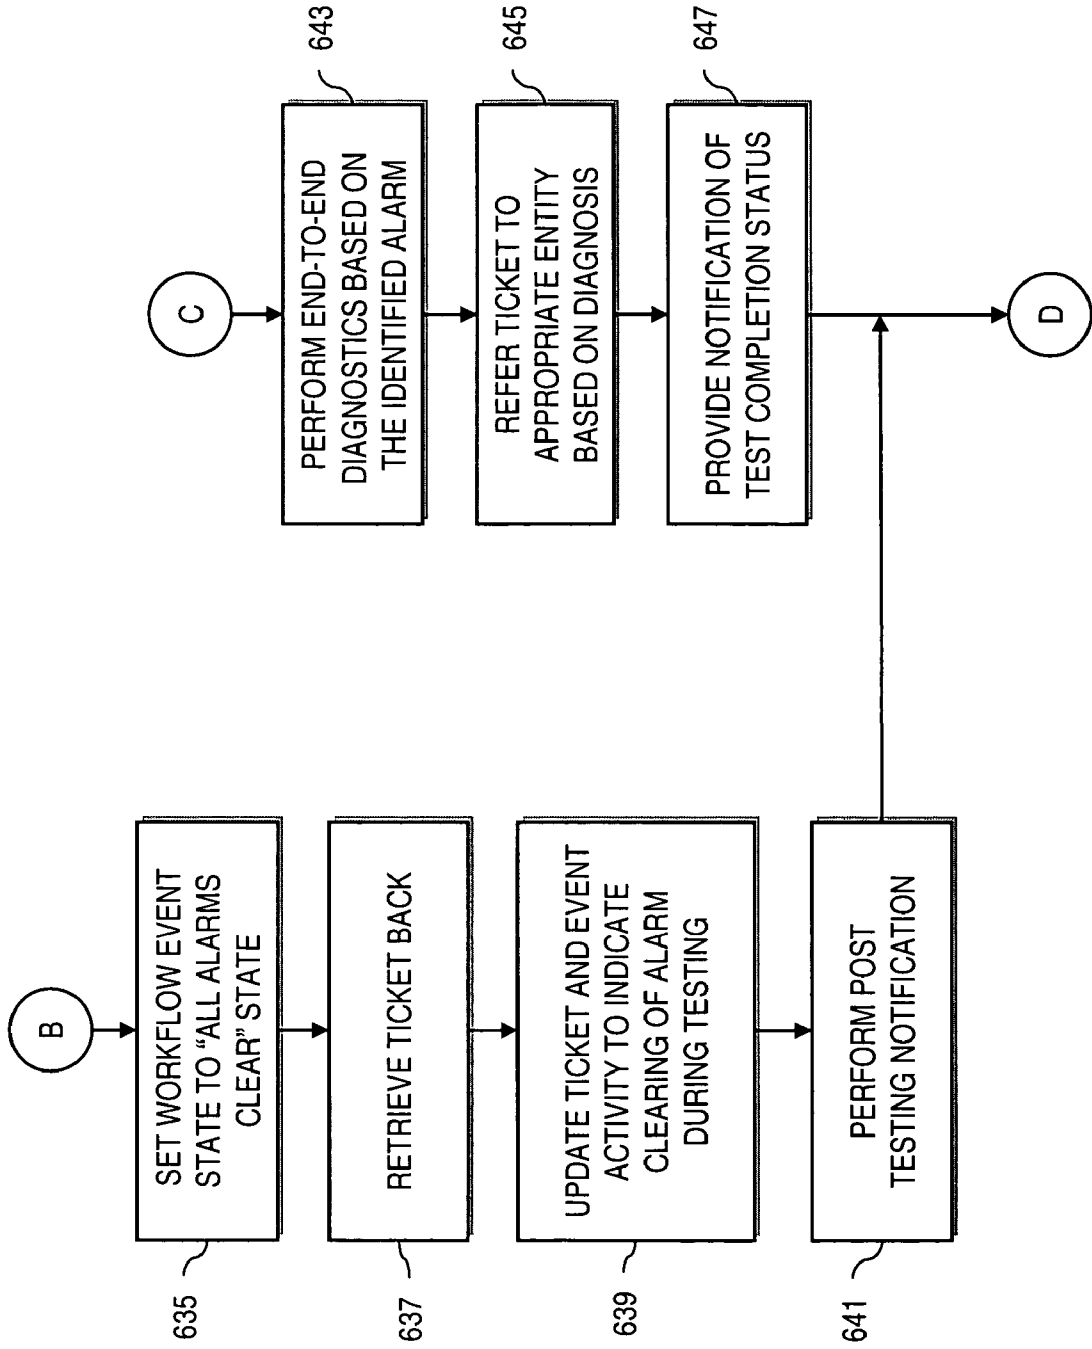 B
SET WORKFLOW EVENT
STATE TO “ALL ALARMS
CLEAR” STATE
635
RETRIEVE TICKET BACK
637
UPDATE TICKET AND EVENT
ACTIVITY TO INDICATE
CLEARING OF ALARM
DURING TESTING
639
PERFORM POST
TESTING NOTIFICATION
641
C
PERFORM END-TO-END
DIAGNOSTICS BASED ON
THE IDENTIFIED ALARM
643
REFER TICKET TO
APPROPRIATE ENTITY
BASED ON DIAGNOSIS
645
PROVIDE NOTIFICATION OF
TEST COMPLETION STATUS
647
D